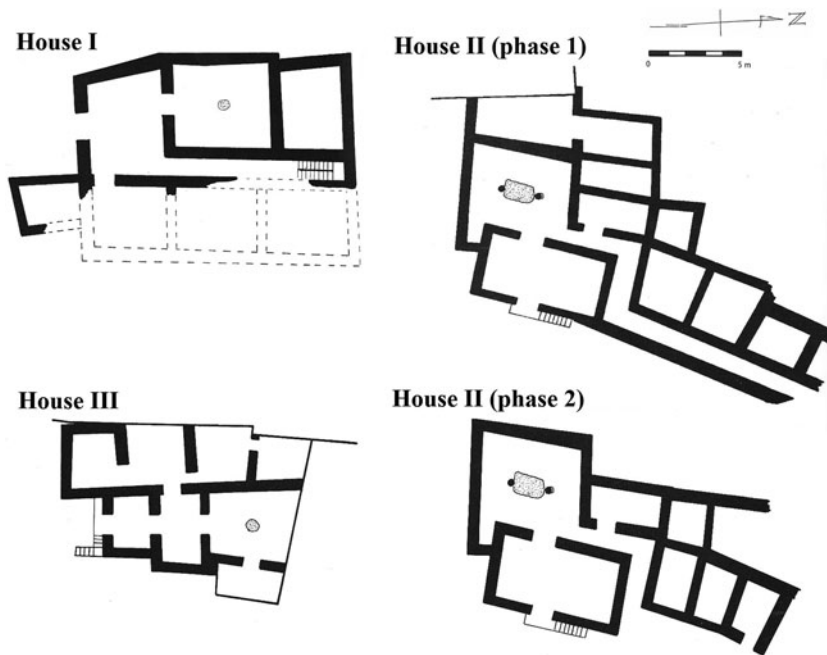 House I
House II (phase 1)
N
0 5 m
House III
House II (phase 2)